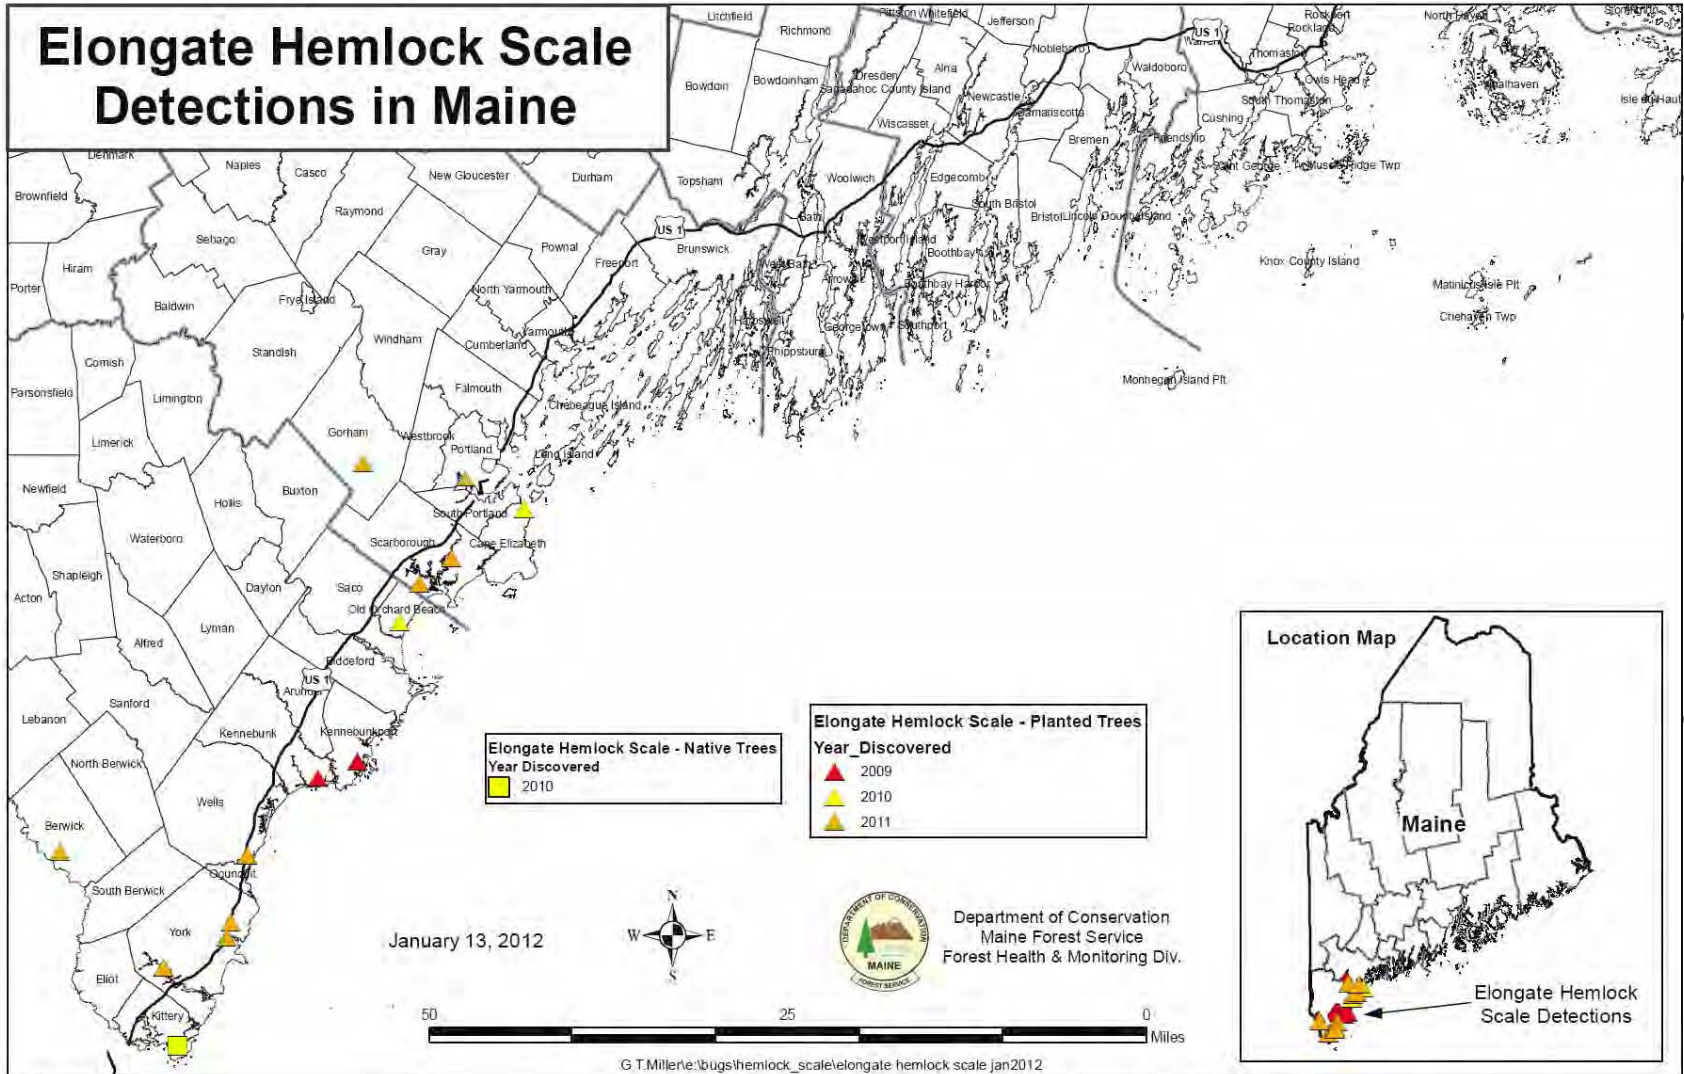 Elongate Hemlock Scale
Detections in Maine
Litchfield
Pittston
Whitefield
Jefferson
Rockport
North Haven
Richmond
Rockland
US 1
Warren
Nobleboro
Thomaston
Waldoboro
Alna
Dresden
Bowdoinham
Bowdoin
Sagadahoc County Island
Owls Head
Newcastle
South Thomaston
Vinalhaven
Isle au Haut
Damariscotta
Wiscasset
Cushing
Bremen
Friendship
Denmark
Naples
Casco
New Gloucester
Durham
Topsham
Woolwich
Edgecomb
Saint George
Muscle Ridge Twp
Brownfield
Raymond
South Bristol
Bath
Bristol
Lincoln County Island
US 1
Sebago
Gray
Pownal
Brunswick
Westport Island
Boothbay
Hiram
Freeport
West Bath
Knox County Island
Porter
North Yarmouth
Arrowsic
Boothbay Harbor
Matinicus Isle Plt
Baldwin
Frye Island
Criehaven Twp
Yarmouth
Harpswell
Georgetown
Southport
Windham
Cumberland
Standish
Phippsburg
Cornish
Monhegan Island Plt
Parsonsfield
Limington
Falmouth
Chebeague Island
Limerick
Gorham
Westbrook
Portland
Long Island
Newfield
Hollis
Buxton
South Portland
Waterboro
Scarborough
Cape Elizabeth
Shapleigh
Acton
Dayton
Saco
Old Orchard Beach
Lyman
Alfred
Biddeford
US 1
Arundel
Sanford
Lebanon
Kennebunk
Kennebunkport
North Berwick
Wells
Berwick
Ogunquit
South Berwick
York
Eliot
Kittery
Elongate Hemlock Scale - Native Trees
Year Discovered
2010
Elongate Hemlock Scale - Planted Trees
Year_Discovered
2009
2010
2011
January 13, 2012
N
W
E
S
DEPARTMENT OF CONSERVATION
MAINE
FOREST SERVICE
Department of Conservation
Maine Forest Service
Forest Health & Monitoring Div.
50
25
0
Miles
G.T.Miller\e:\bugs\hemlock_scale\elongate hemlock scale jan2012
Location Map
Maine
Elongate Hemlock
Scale Detections